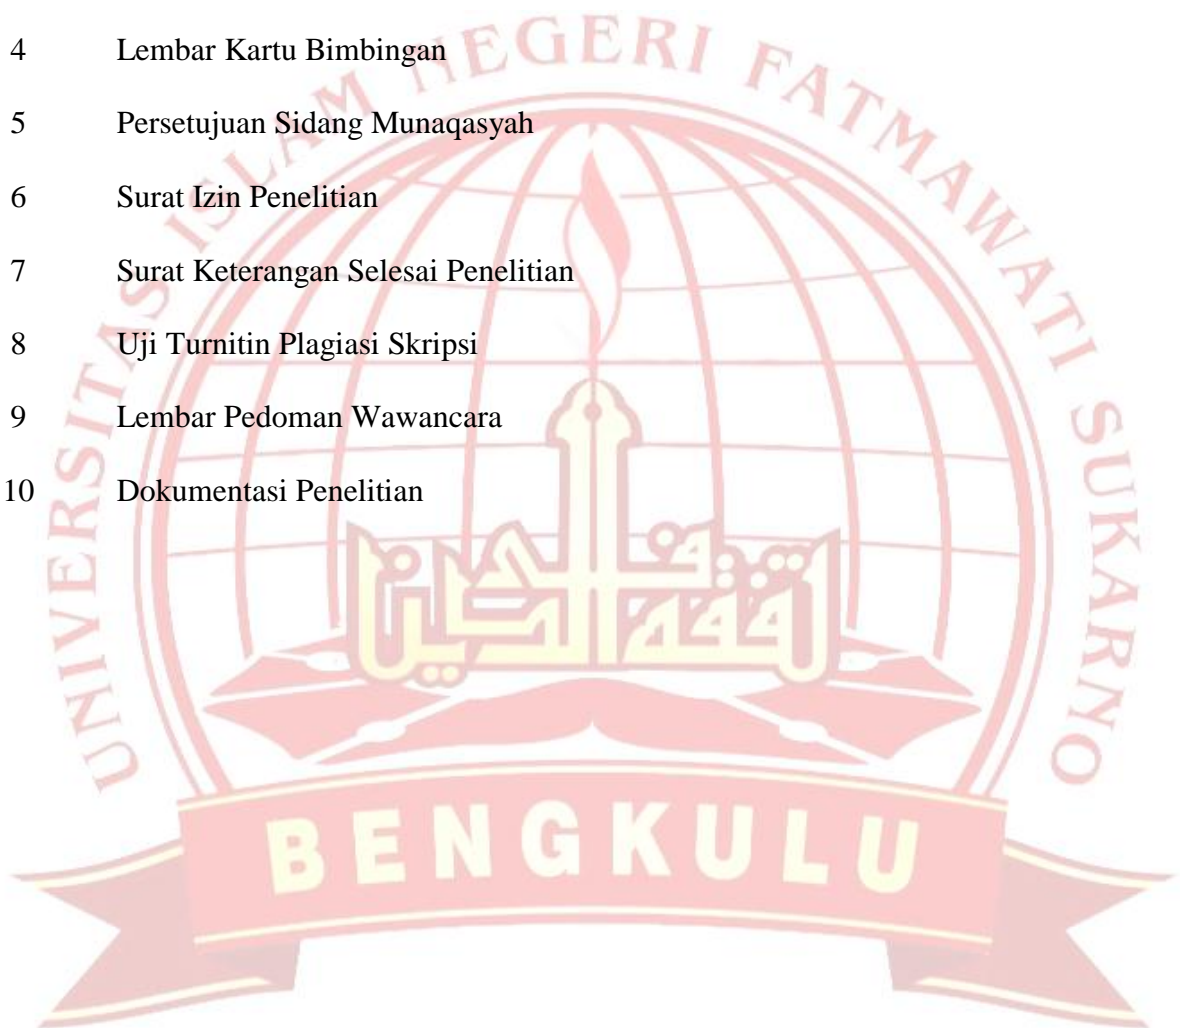 4 Lembar Kartu Bimbingan
5 Persetujuan Sidang Munaqasyah
6 Surat Izin Penelitian
7 Surat Keterangan Selesai Penelitian
8 Uji Turnitin Plagiasi Skripsi
9 Lembar Pedoman Wawancara
10 Dokumentasi Penelitian
UNIVERSITAS ISLAM NEGERI FATMAWATI SUKARNO
BENGKULU